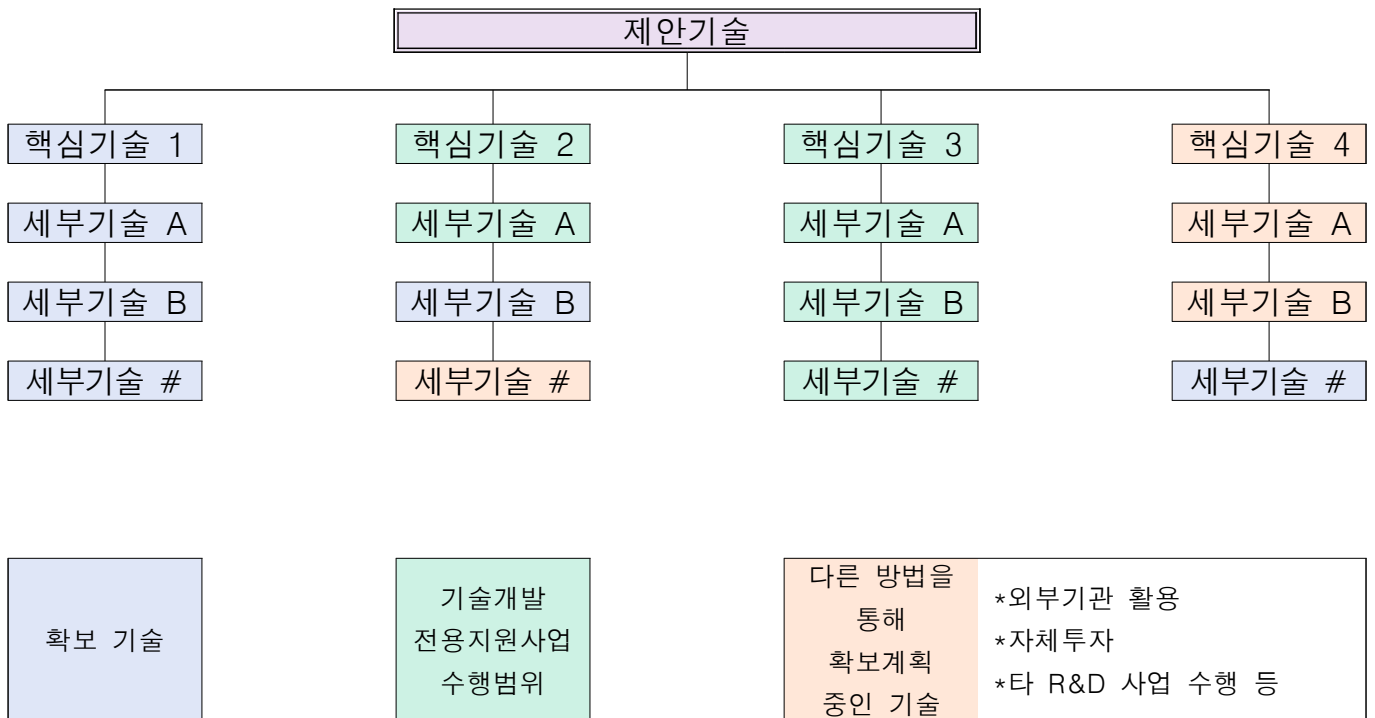 제안기술
핵심기술 1 핵심기술 2 핵심기술 3 핵심기술 4
세부기술 A 세부기술 A 세부기술 A 세부기술 A
세부기술 B 세부기술 B 세부기술 B 세부기술 B
세부기술 # 세부기술 # 세부기술 # 세부기술 #
확보 기술
기술개발
전용지원사업
수행범위
다른 방법을
통해
확보계획
중인 기술
*외부기관 활용
*자체투자
*타 R&D 사업 수행 등